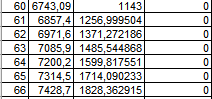 60 6743,09 1143 0
61 6857,4 1256,999504 0
62 6971,6 1371,272186 0
63 7085,9 1485,544868 0
64 7200,2 1599,817551 0
65 7314,5 1714,090233 0
66 7428,7 1828,362915 0